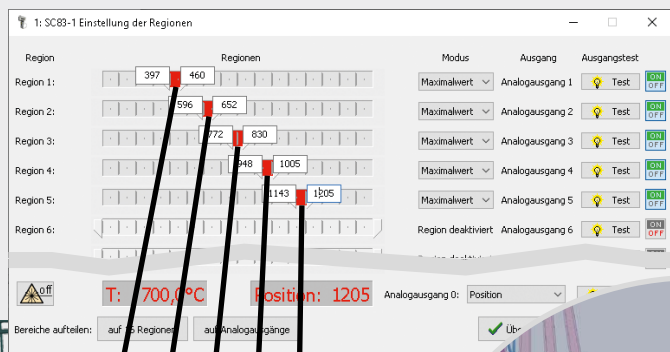 1: SC83-1 Einstellung der Regionen
Region Regionen Modus Ausgang Ausgangstest
Region 1: 397 460 Maximalwert Analogausgang 1 Test ON OFF
Region 2: 596 652 Maximalwert Analogausgang 2 Test ON OFF
Region 3: 772 830 Maximalwert Analogausgang 3 Test ON OFF
Region 4: 948 1005 Maximalwert Analogausgang 4 Test ON OFF
Region 5: 1143 1205 Maximalwert Analogausgang 5 Test ON OFF
Region 6: Region deaktiviert Analogausgang 6 Test ON OFF
off T: 700,0°C Position: 1205 Analogausgang 0: Position
Bereiche aufteilen: auf Regionen auf Analogausgänge